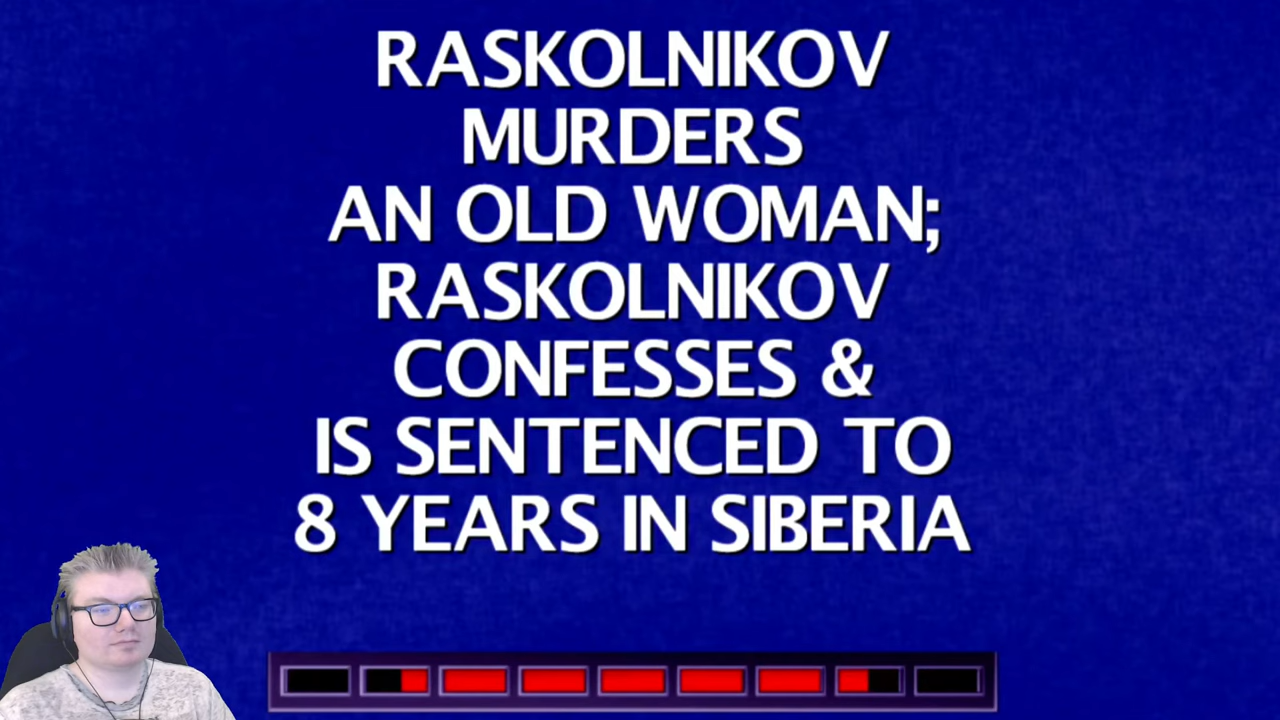 RASKOLNIKOV
MURDERS
AN OLD WOMAN;
RASKOLNIKOV
CONFESSES &
IS SENTENCED TO
8 YEARS IN SIBERIA